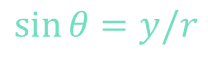 sin θ = y/r